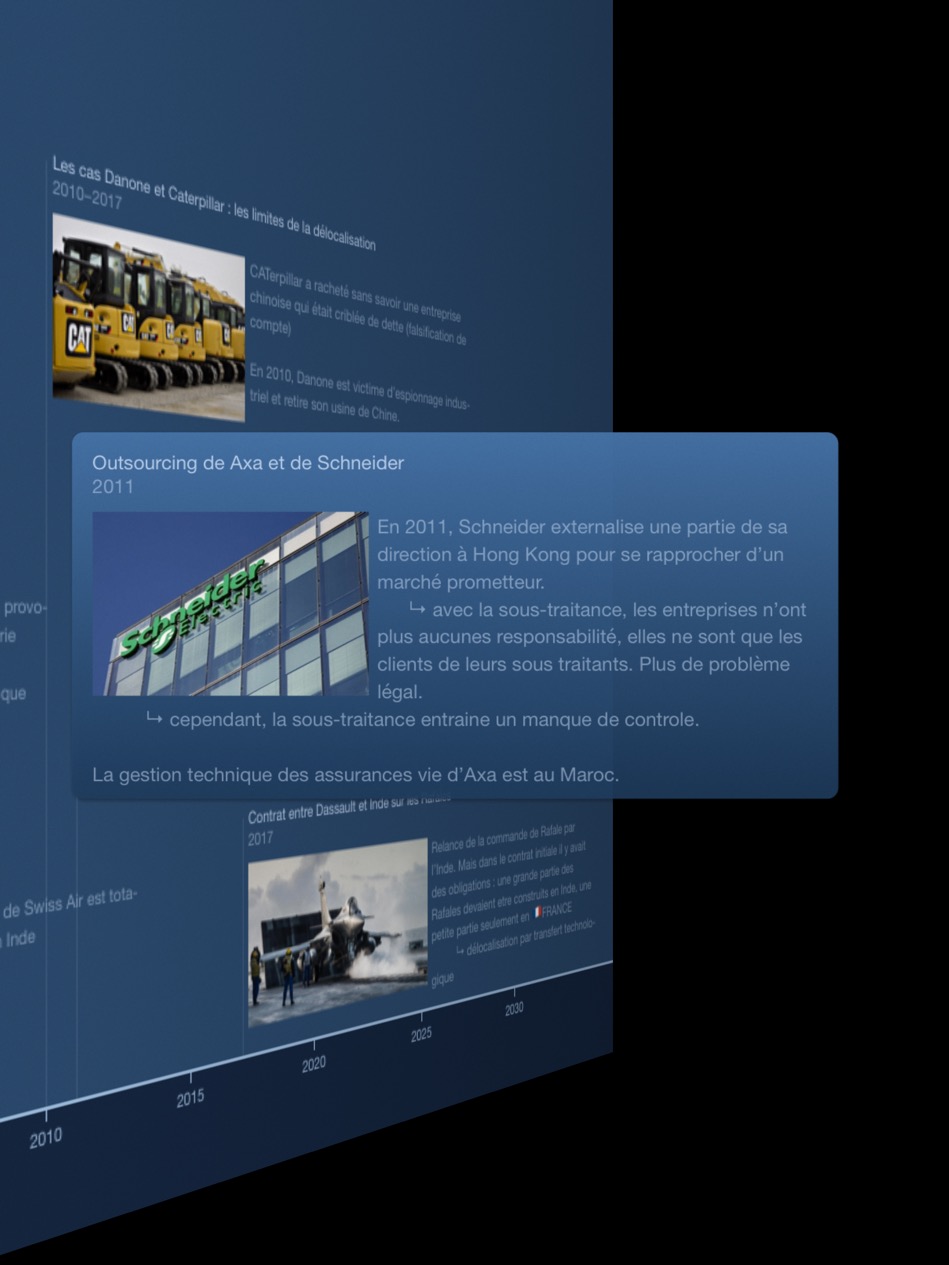 Les cas Danone et Caterpillar : les limites de la délocalisation
2010–2017
CAT
CATerpillar a racheté sans savoir une entreprise
chinoise qui était criblée de dette (falsification de
compte)
En 2010, Danone est victime d'espionnage indus-
triel et retire son usine de Chine.
Outsourcing de Axa et de Schneider
2011
Schneider
Electric
En 2011, Schneider externalise une partie de sa
direction à Hong Kong pour se rapprocher d'un
marché prometteur.
↪ avec la sous-traitance, les entreprises n'ont
plus aucunes responsabilité, elles ne sont que les
clients de leurs sous traitants. Plus de problème
légal.
↪ cependant, la sous-traitance entraine un manque de controle.
La gestion technique des assurances vie d'Axa est au Maroc.
provo-
rie
que
Contrat entre Dassault et Inde sur les Rafales
2017
Relance de la commande de Rafale par
l'Inde. Mais dans le contrat initiale il y avait
des obligations : une grande partie des
Rafales devaient etre construits en Inde, une
petite partie seulement en 🇫🇷FRANCE
↪ délocalisation par transfert technolo-
gique
de Swiss Air est tota-
Inde
2010
2015
2020
2025
2030